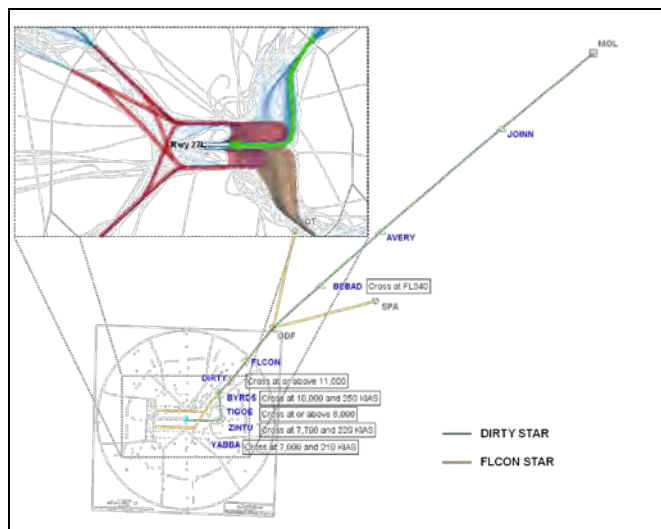 MOL
JOINN
Rwy 27L
OT
AVERY
BEBAD Cross at FL340
SPA
ODF
FLCON
DIRTY Cross at or above 11,000
BYRDS Cross at 10,000 and 250 KIAS
TIGOE Cross at or above 8,000
ZINTU Cross at 7,700 and 220 KIAS
YABBA Cross at 7,000 and 210 KIAS
DIRTY STAR
FLCON STAR